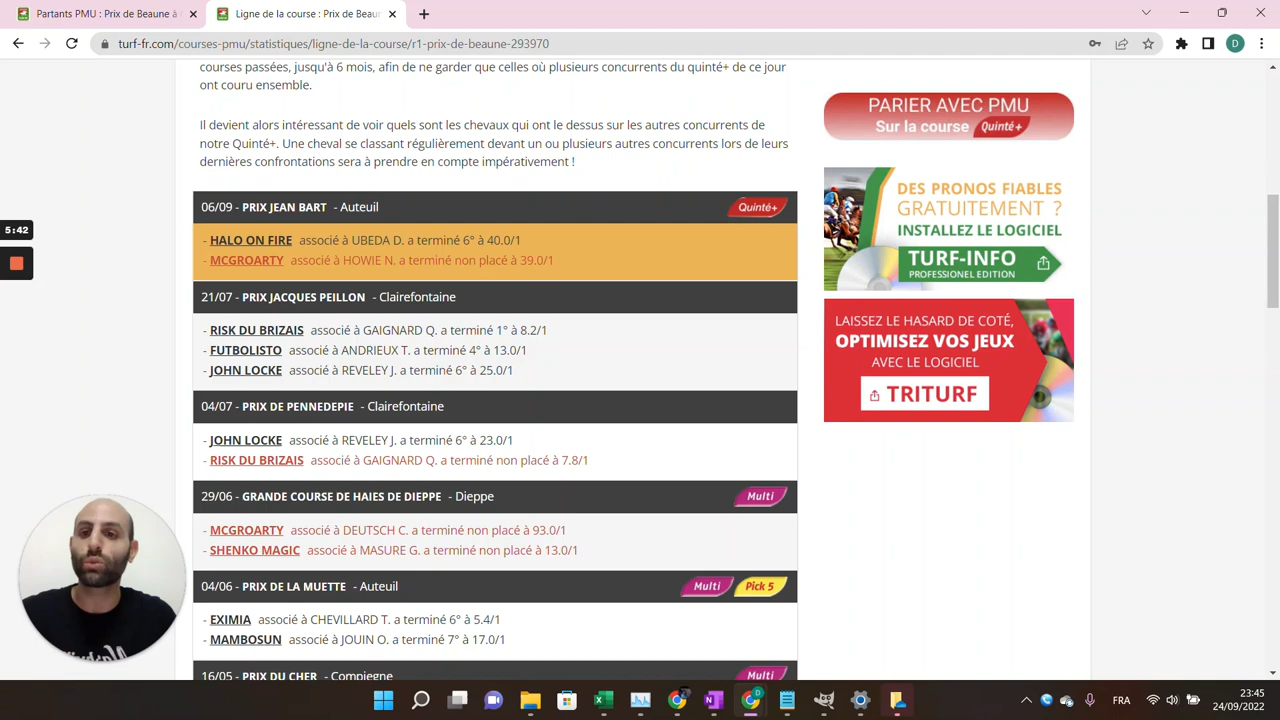 Partants PMU : Prix de Beaune à
Ligne de la course : Prix de Beaun
turf-fr.com/courses-pmu/statistiques/ligne-de-la-course/r1-prix-de-beaune-293970
D
courses passées, jusqu'à 6 mois, afin de ne garder que celles où plusieurs concurrents du quinté+ de ce jour
ont couru ensemble.
Il devient alors intéressant de voir quels sont les chevaux qui ont le dessus sur les autres concurrents de
notre Quinté+. Une cheval se classant régulièrement devant un ou plusieurs autres concurrents lors de leurs
dernières confrontations sera à prendre en compte impérativement !
06/09 - PRIX JEAN BART - Auteuil Quinté+
- HALO ON FIRE associé à UBEDA D. a terminé 6° à 40.0/1
- MCGROARTY associé à HOWIE N. a terminé non placé à 39.0/1
21/07 - PRIX JACQUES PEILLON - Clairefontaine
- RISK DU BRIZAIS associé à GAIGNARD Q. a terminé 1° à 8.2/1
- FUTBOLISTO associé à ANDRIEUX T. a terminé 4° à 13.0/1
- JOHN LOCKE associé à REVELEY J. a terminé 6° à 25.0/1
04/07 - PRIX DE PENNEDEPIE - Clairefontaine
- JOHN LOCKE associé à REVELEY J. a terminé 6° à 23.0/1
- RISK DU BRIZAIS associé à GAIGNARD Q. a terminé non placé à 7.8/1
29/06 - GRANDE COURSE DE HAIES DE DIEPPE - Dieppe Multi
- MCGROARTY associé à DEUTSCH C. a terminé non placé à 93.0/1
- SHENKO MAGIC associé à MASURE G. a terminé non placé à 13.0/1
04/06 - PRIX DE LA MUETTE - Auteuil Multi Pick 5
- EXIMIA associé à CHEVILLARD T. a terminé 6° à 5.4/1
- MAMBOSUN associé à JOUIN O. a terminé 7° à 17.0/1
16/05 - PRIX DU CHER - Compiegne Multi
PARIER AVEC PMU
Sur la course Quinté+
DES PRONOS FIABLES
GRATUITEMENT ?
INSTALLEZ LE LOGICIEL
TURF-INFO
PROFESSIONEL EDITION
LAISSEZ LE HASARD DE COTÉ,
OPTIMISEZ VOS JEUX
AVEC LE LOGICIEL
TRITURF
5:42
FRA
23:45
24/09/2022